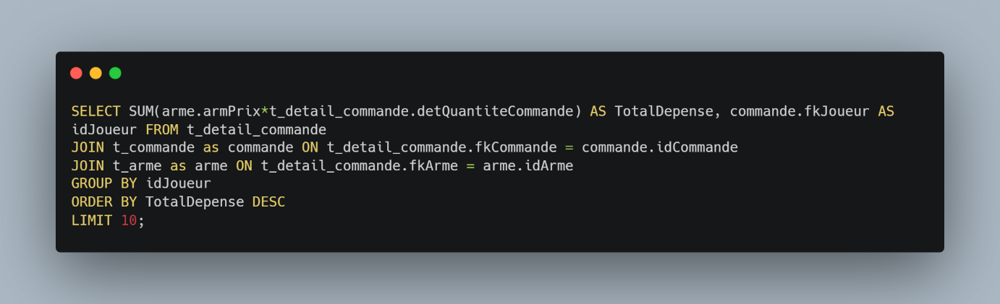 SELECT SUM(arme.armPrix*t_detail_commande.detQuantiteCommande) AS TotalDepense, commande.fkJoueur AS
idJoueur FROM t_detail_commande
JOIN t_commande as commande ON t_detail_commande.fkCommande = commande.idCommande
JOIN t_arme as arme ON t_detail_commande.fkArme = arme.idArme
GROUP BY idJoueur
ORDER BY TotalDepense DESC
LIMIT 10;